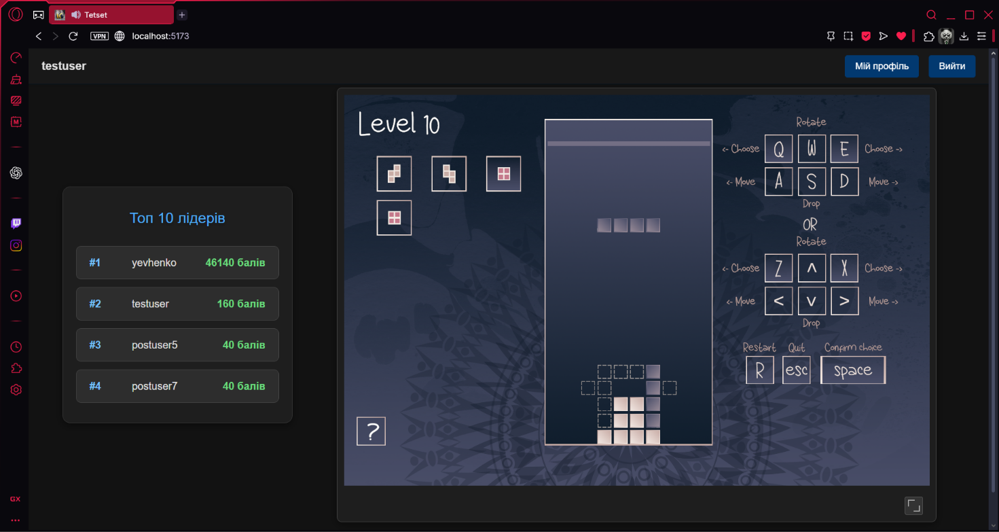 Tetset
VPN
localhost:5173
M
testuser
Мій профіль
Вийти
Топ 10 лідерів
#1 yevhenko 46140 балів
#2 testuser 160 балів
#3 postuser5 40 балів
#4 postuser7 40 балів
GX
Level 10
?
Rotate
<- Choose Q W E Choose ->
<- Move A S D Move ->
Drop
OR
Rotate
<- Choose Z ^ X Choose ->
<- Move < v > Move ->
Drop
Restart Quit Confirm choice
R esc space